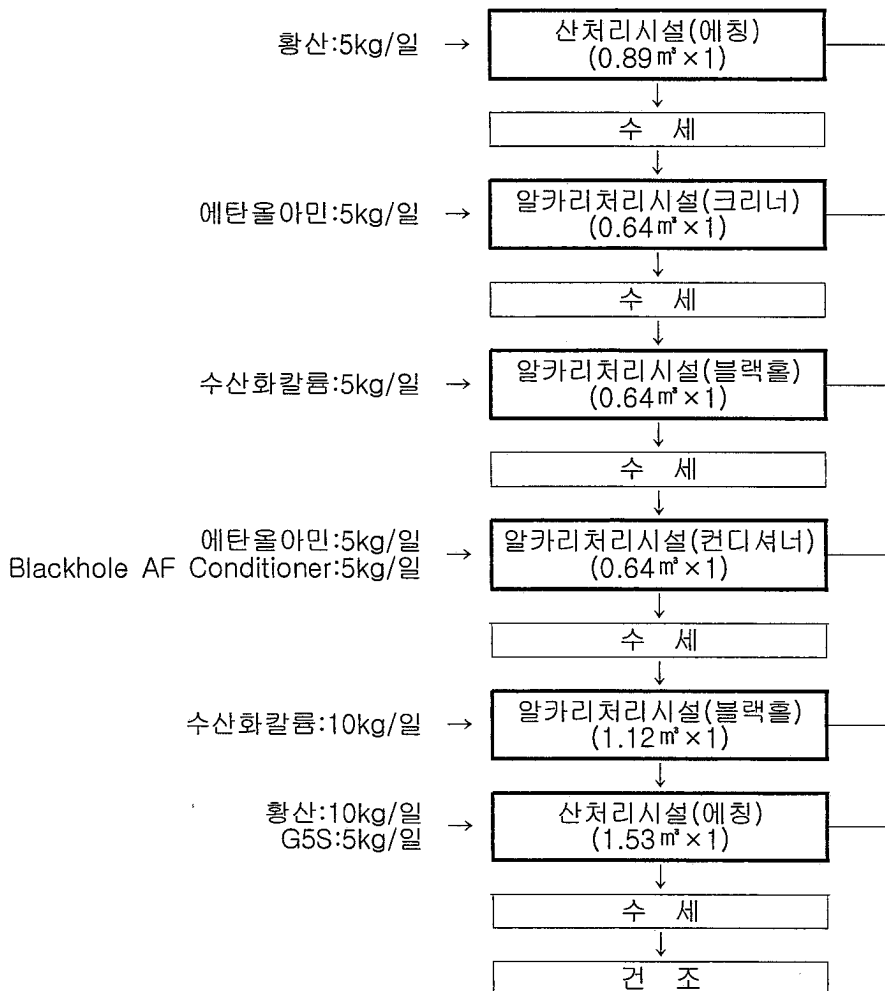 황산:5kg/일 → 산처리시설(에칭)
(0.89㎥×1)
↓
수 세
↓
에탄올아민:5kg/일 → 알카리처리시설(크리너)
(0.64㎥×1)
↓
수 세
↓
수산화칼륨:5kg/일 → 알카리처리시설(블랙홀)
(0.64㎥×1)
↓
수 세
↓
에탄올아민:5kg/일
Blackhole AF Conditioner:5kg/일 → 알카리처리시설(컨디셔너)
(0.64㎥×1)
↓
수 세
↓
수산화칼륨:10kg/일 → 알카리처리시설(블랙홀)
(1.12㎥×1)
↓
황산:10kg/일
G5S:5kg/일 → 산처리시설(에칭)
(1.53㎥×1)
↓
수 세
↓
건 조